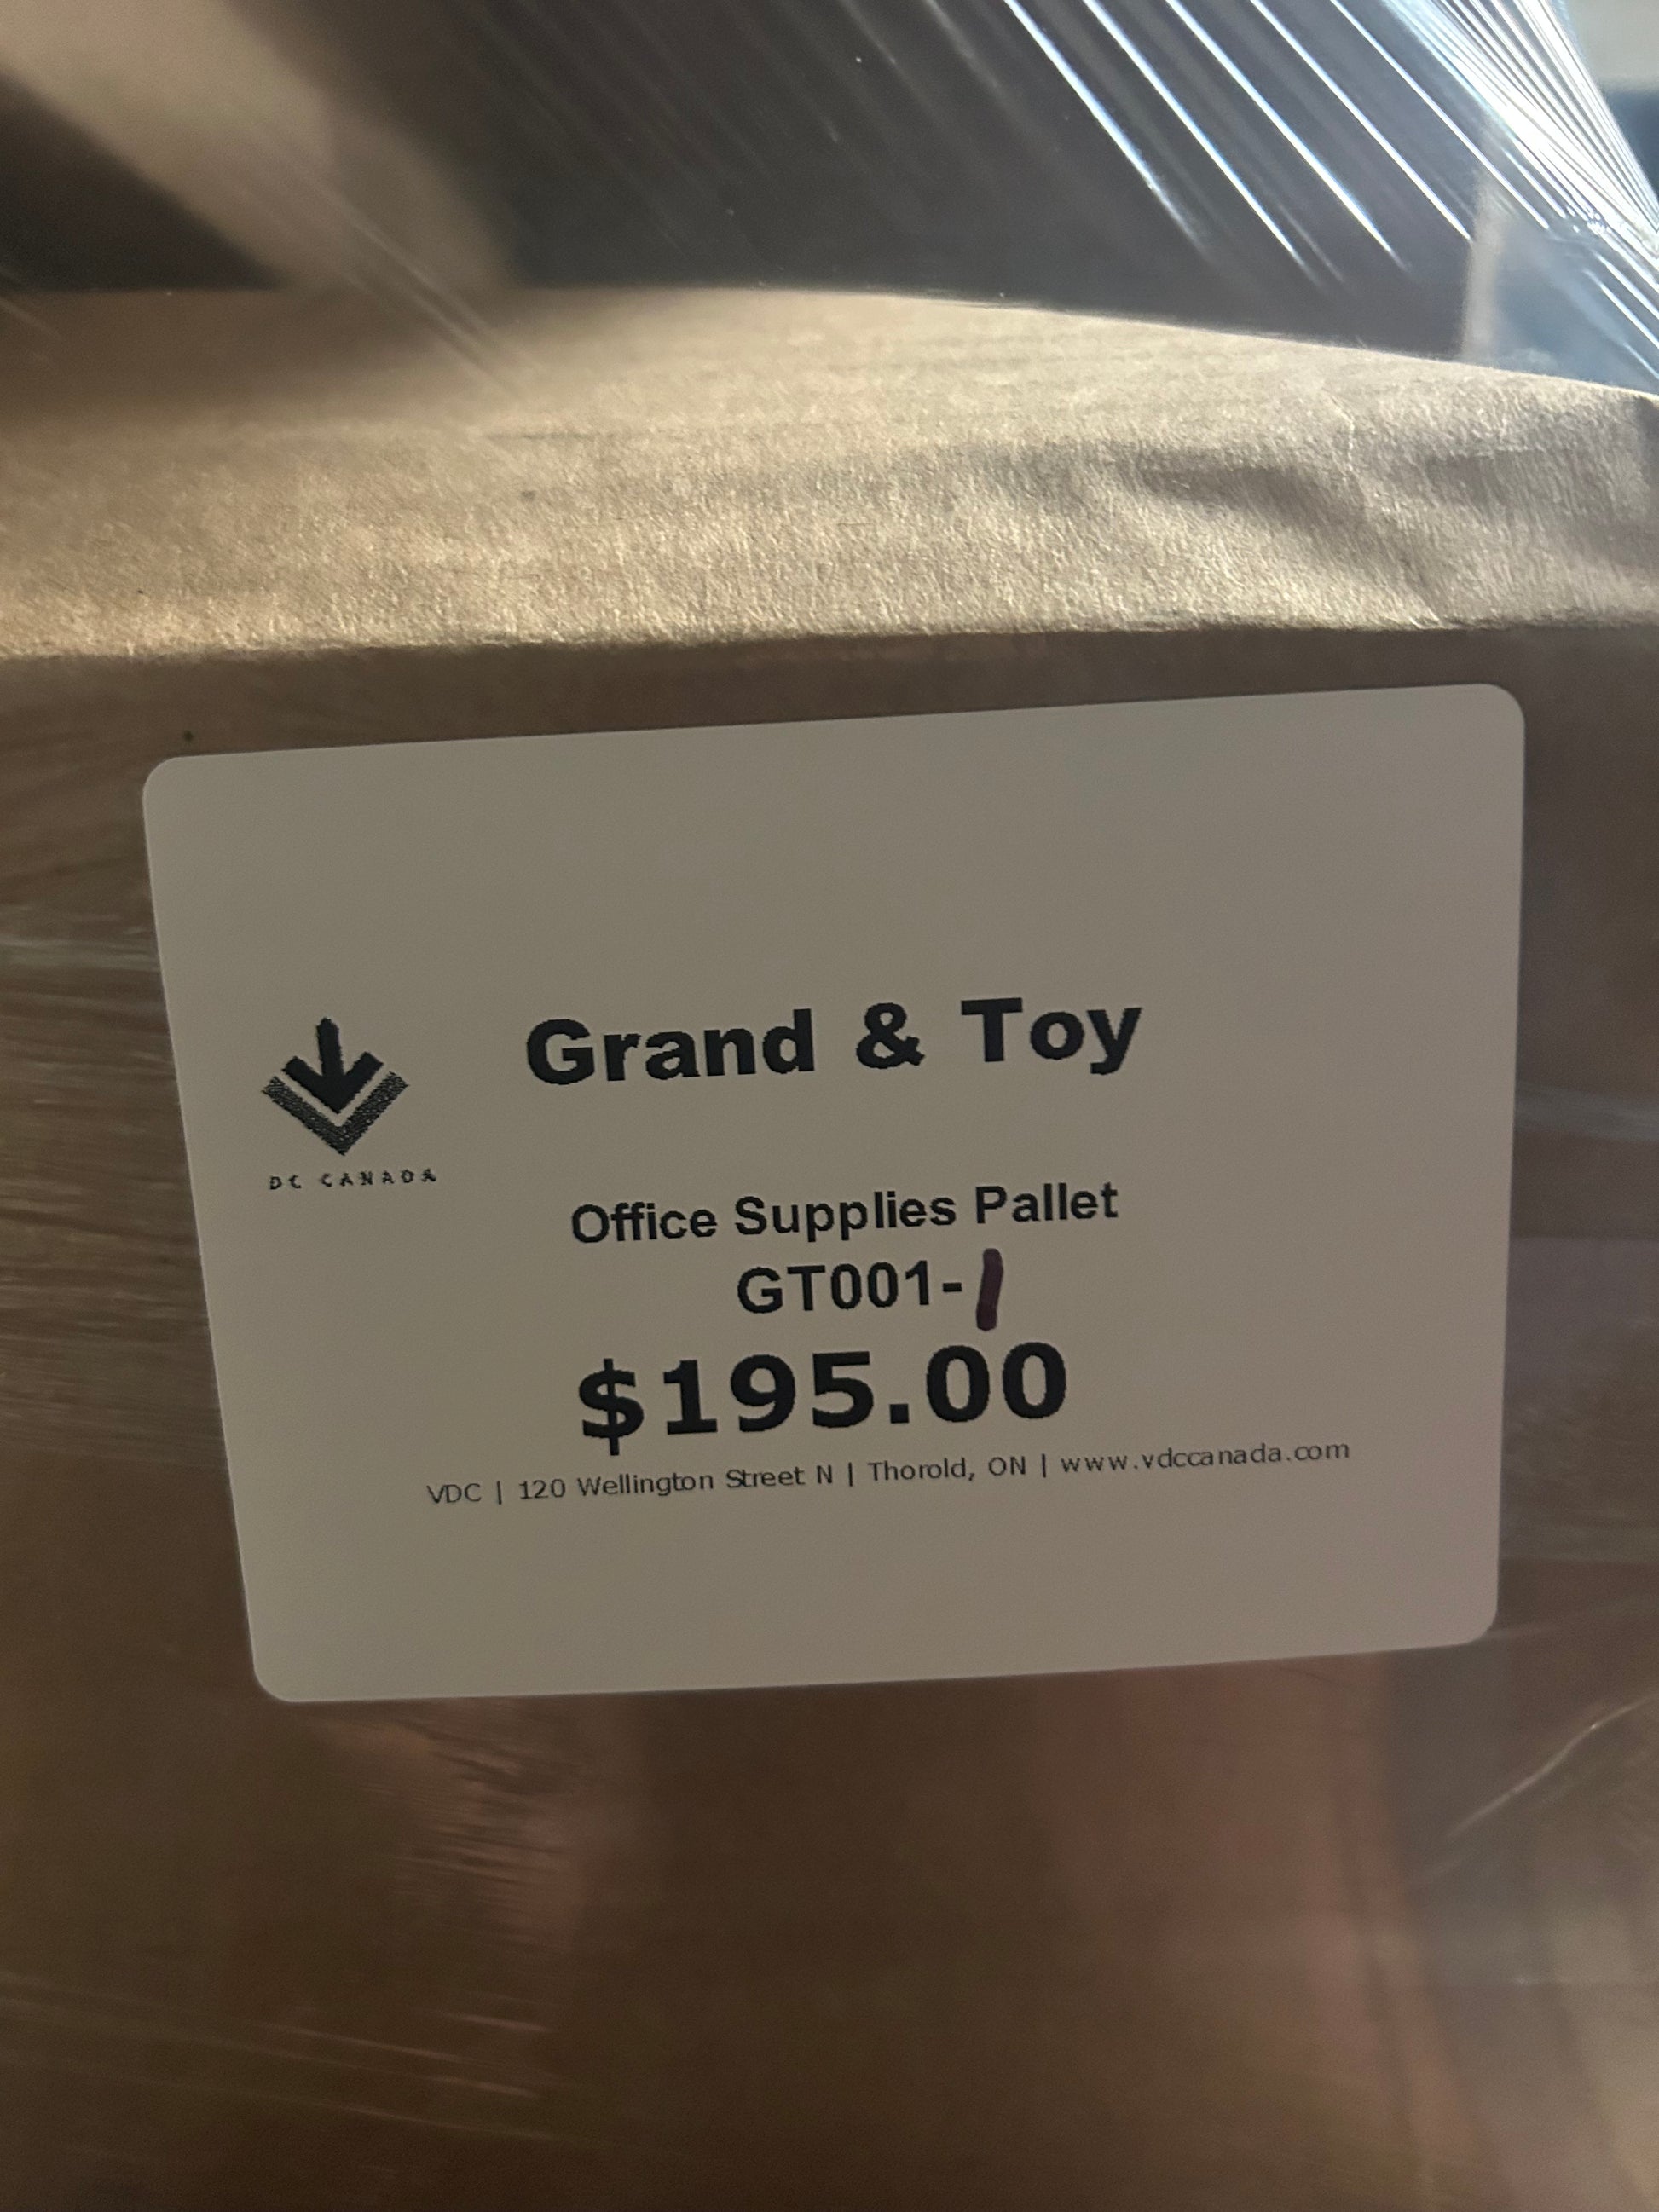 Grand & Toy
DC CANADA
Office Supplies Pallet
GT001-1
$195.00
VDC | 120 Wellington Street N | Thorold, ON | www.vdccanada.com